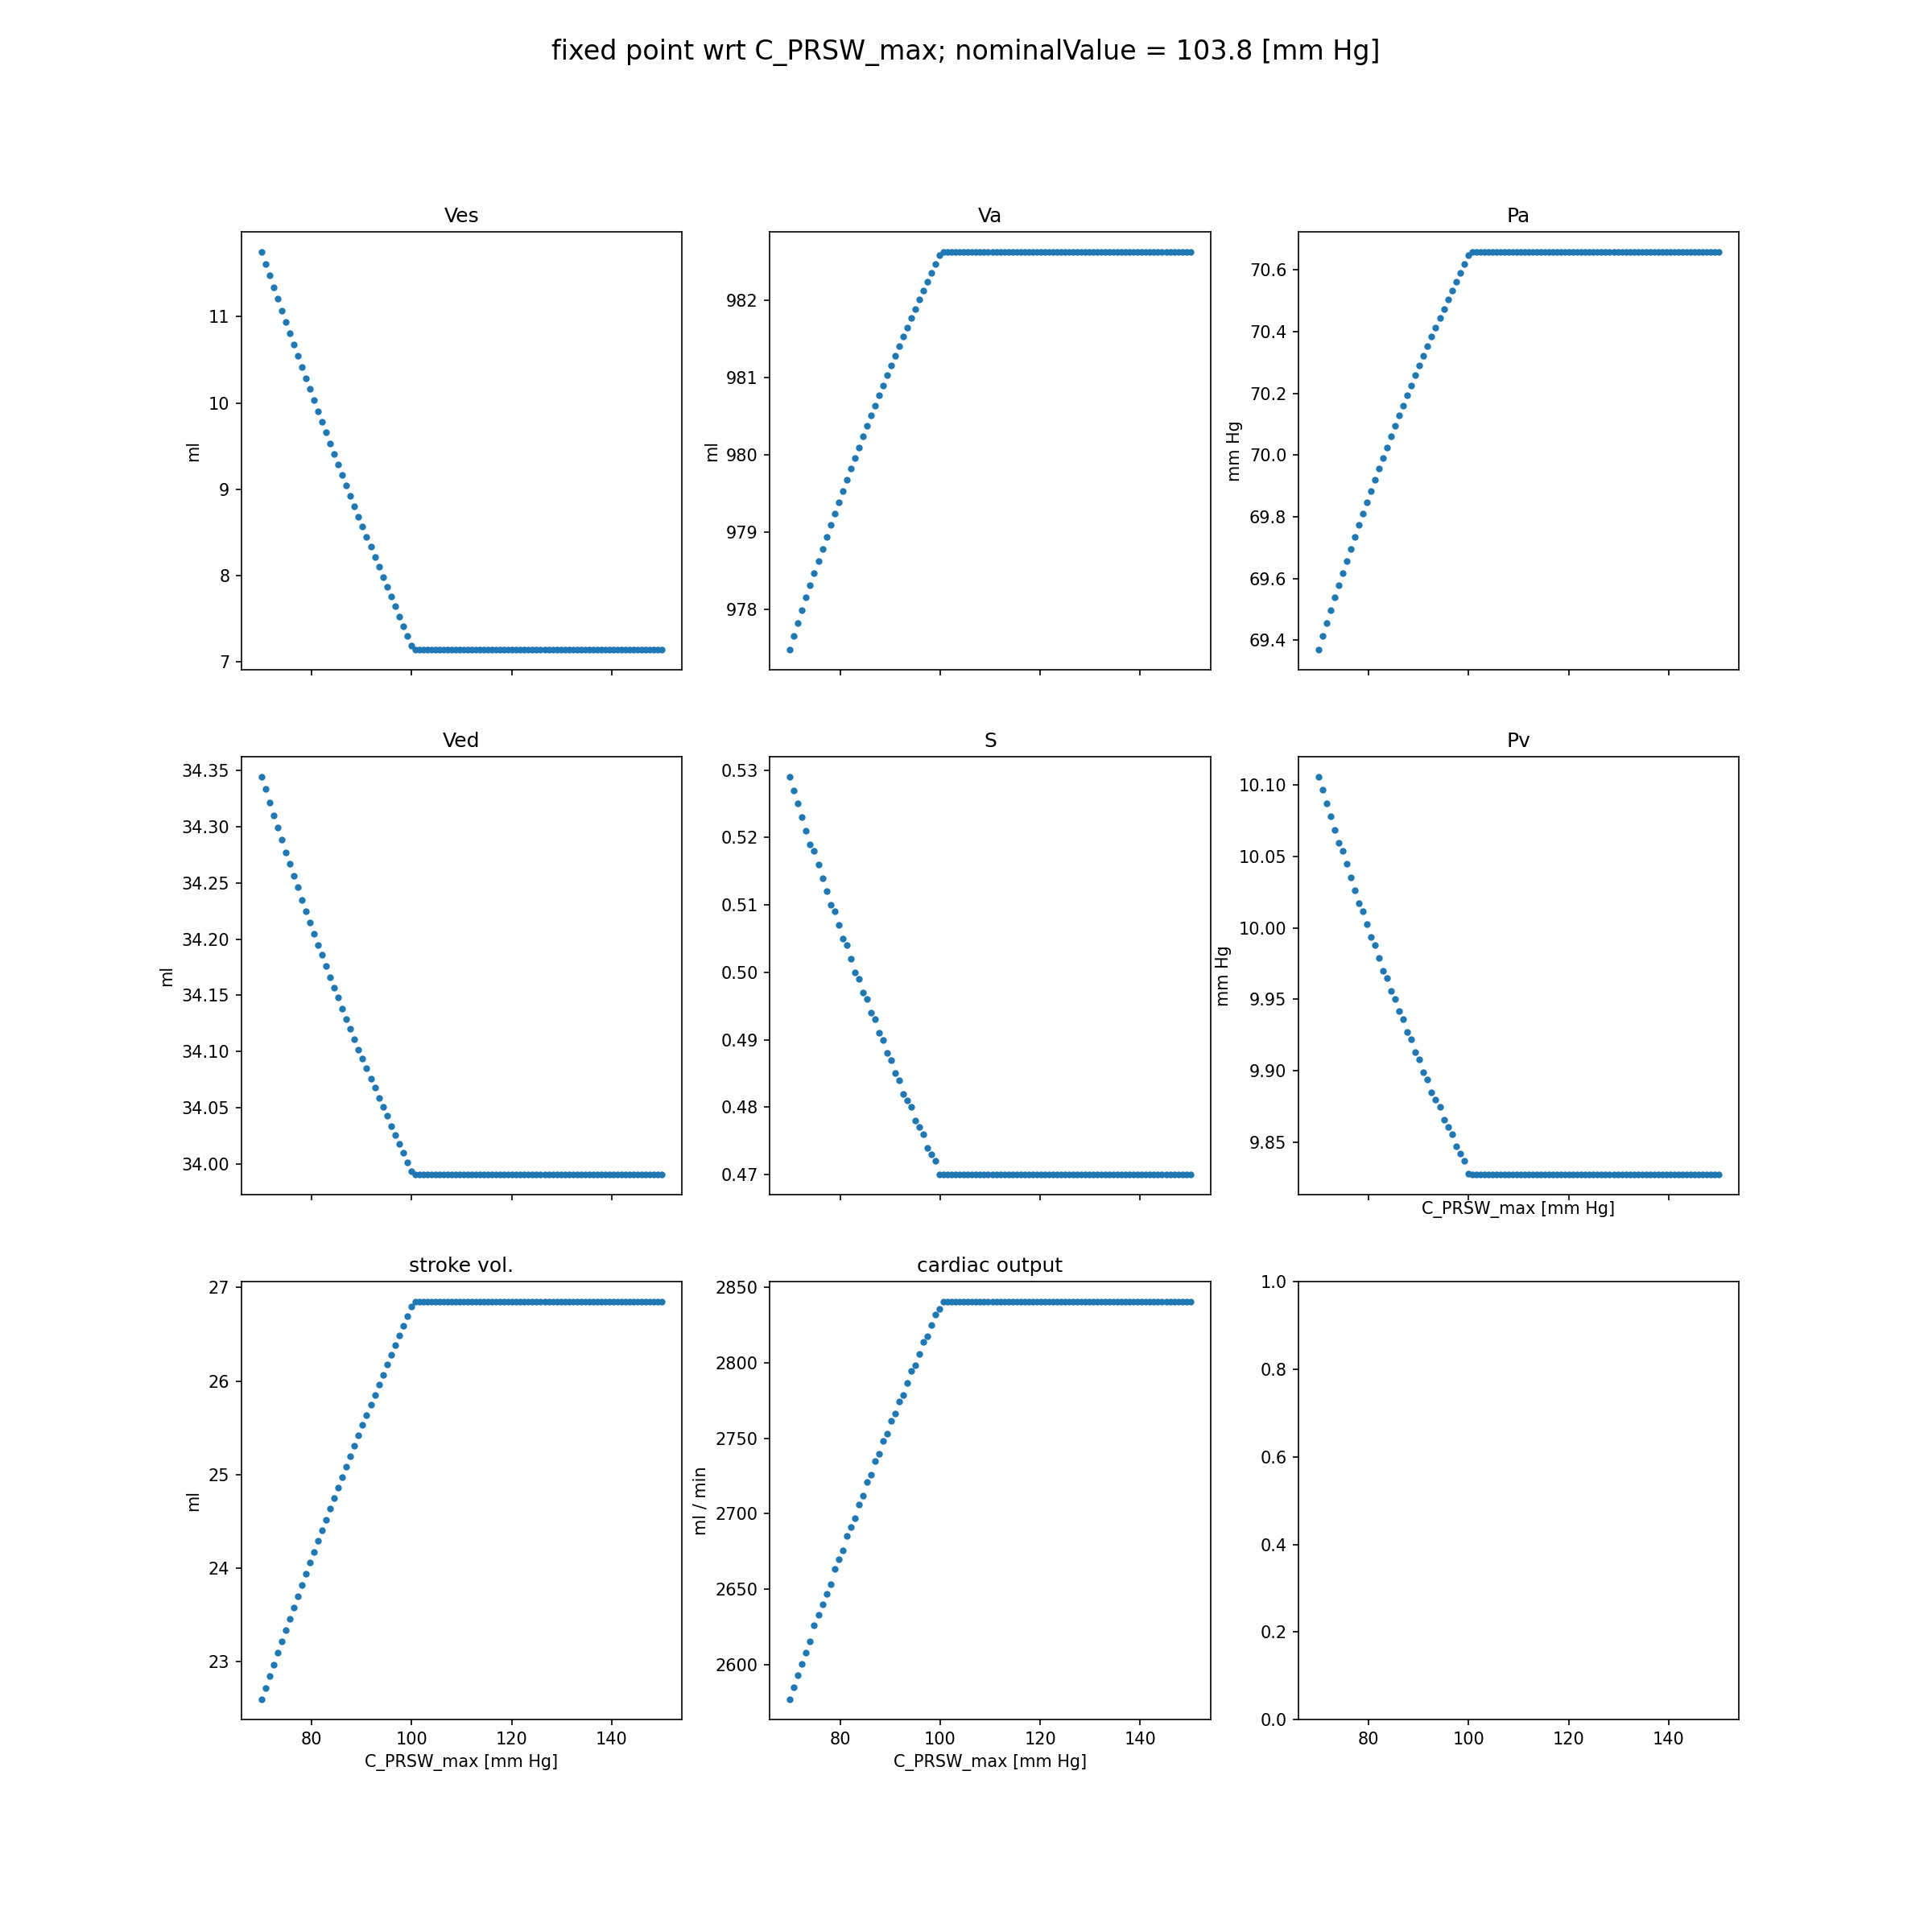 fixed point wrt C_PRSW_max; nominalValue = 103.8 [mm Hg]
Ves
11
10
9
8
7
ml
Va
982
981
980
979
978
ml
Pa
70.6
70.4
70.2
70.0
69.8
69.6
69.4
mm Hg
Ved
34.35
34.30
34.25
34.20
34.15
34.10
34.05
34.00
ml
S
0.53
0.52
0.51
0.50
0.49
0.48
0.47
Pv
10.10
10.05
10.00
9.95
9.90
9.85
mm Hg
C_PRSW_max [mm Hg]
stroke vol.
27
26
25
24
23
ml
80 100 120 140
C_PRSW_max [mm Hg]
cardiac output
2850
2800
2750
2700
2650
2600
ml / min
80 100 120 140
C_PRSW_max [mm Hg]
1.0
0.8
0.6
0.4
0.2
0.0
80 100 120 140